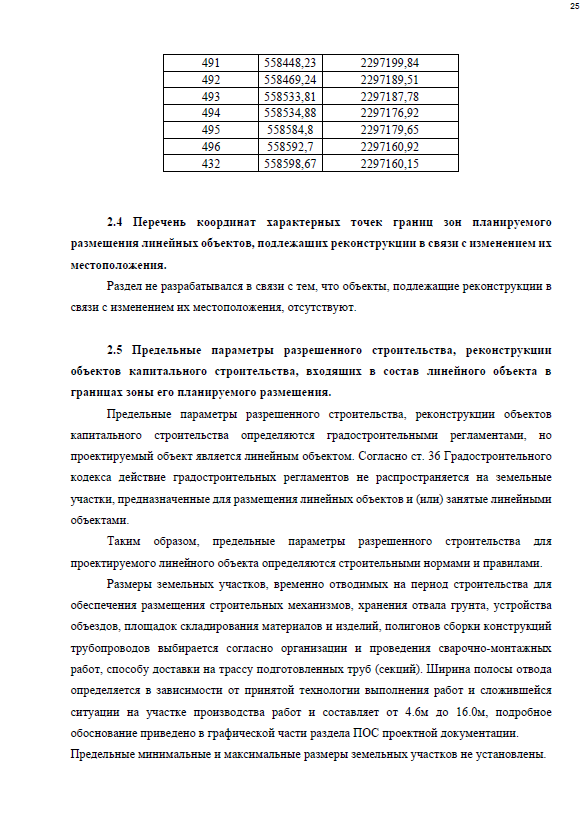 25
491 558448,23 2297199,84
492 558469,24 2297189,51
493 558533,81 2297187,78
494 558534,88 2297176,92
495 558584,8 2297179,65
496 558592,7 2297160,92
432 558598,67 2297160,15
2.4 Перечень координат характерных точек границ зон планируемого
размешения линейных объектов, подлежаших реконструкции в связи с изменением их
местоположения.
Раздел не разрабатывался в связи с тем, что объекты, подлежащие реконструкции в
связи с изменением их местоположения, отсутствуют.
2.5 Предельные параметры разрешенного строительства, реконструкции
объектов капитального строительства, входящих в состав линейного объекта в
границах зоны его планируемого размешения.
Предельные параметры разрешенного строительства, реконструкции объектов
капитального строительства определяются градостроительными регламентами, но
проектируемый объект является линейным объектом. Согласно ст. 36 Градостроительного
кодекса действие градостроительных регламентов не распространяется на земельные
участки, предназначенные для размещения линейных объектов и (или) занятые линейными
объектами.
Таким образом, предельные параметры разрешенного строительства для
проектируемого линейного объекта определяются строительными нормами и правилами.
Размеры земельных участков, временно отводимых на период строительства для
обеспечения размещения строительных механизмов, хранения отвала грунта, устройства
объездов, площадок складирования материалов и изделий, полигонов сборки конструкций
трубопроводов выбирается согласно организации и проведения сварочно-монтажных
работ, способу доставки на трассу подготовленных труб (секций). Ширина полосы отвода
определяется в зависимости от принятой технологии выполнения работ и сложившейся
ситуации на участке производства работ и составляет от 4.6м до 16.0м, подробное
обоснование приведено в графической части раздела ПОС проектной документации.
Предельные минимальные и максимальные размеры земельных участков не установлены.